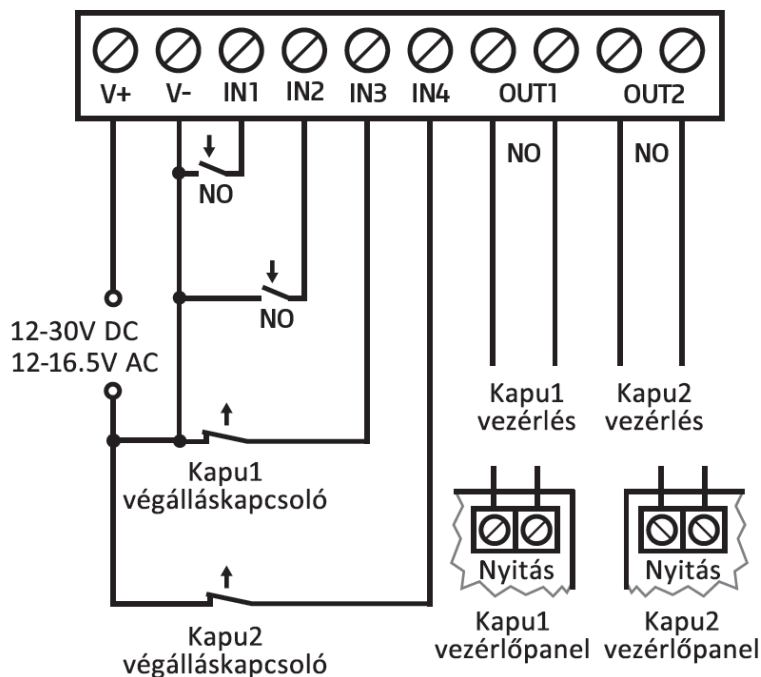 V+ V- IN1 IN2 IN3 IN4 OUT1 OUT2
NO NO
NO
NO
12-30V DC
12-16.5V AC
Kapu1
vezérlés
Kapu2
vezérlés
Kapu1
végálláskapcsoló
Nyitás
Nyitás
Kapu2
végálláskapcsoló
Kapu1
vezérlőpanel
Kapu2
vezérlőpanel